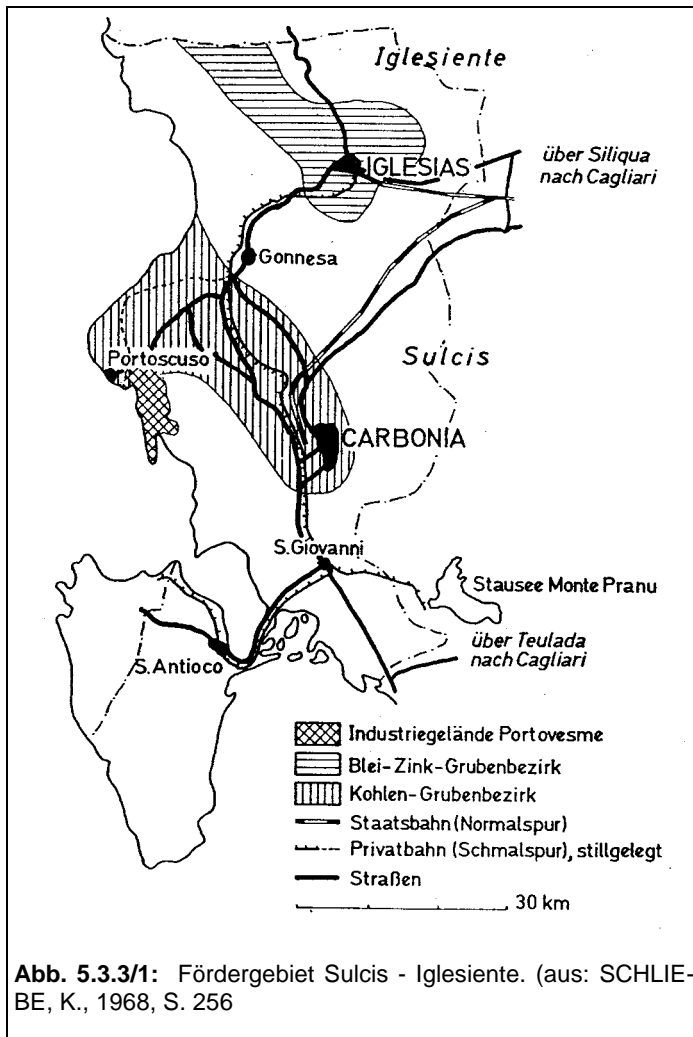 Iglesiente
IGLESIAS
über Siliqua
nach Cagliari
Gonnesa
Portoscuso
Sulcis
CARBONIA
S.Giovanni
Stausee Monte Pranu
S.Antioco
über Teulada
nach Cagliari
Industriegelände Portovesme
Blei-Zink-Grubenbezirk
Kohlen-Grubenbezirk
Staatsbahn (Normalspur)
Privatbahn (Schmalspur), stillgelegt
Straßen
30 km
Abb. 5.3.3/1: Fördergebiet Sulcis - Iglesiente. (aus: SCHLIE-
BE, K., 1968, S. 256